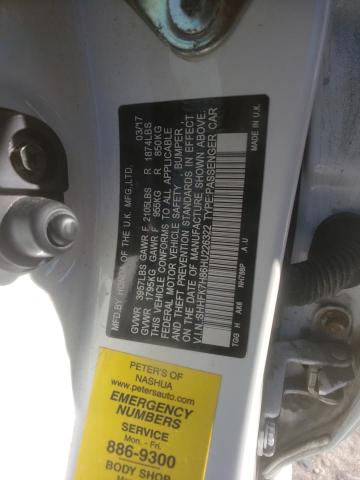 MFD BY HONDA OF THE U.K. MFG.,LTD. 03/17
GVWR 3957LBS GAWR F 2105LBS R 1874LBS
GVWR 1795KG GAWR F 955KG R 850KG
THIS VEHICLE CONFORMS TO ALL APPLICABLE
FEDERAL MOTOR VEHICLE SAFETY, BUMPER,
AND THEFT PREVENTION STANDARDS IN EFFECT ON
THE DATE OF MANUFACTURE SHOWN ABOVE.
V.I.N.:SHHFK7H86HU226322 TYPE:PASSENGER CAR
TGG H AK6 NH788P A U MADE IN U.K.
PETER'S OF
NASHUA
www.petersauto.com
EMERGENCY
NUMBERS
SERVICE
Mon. - Fri.
886-9300
BODY SHOP